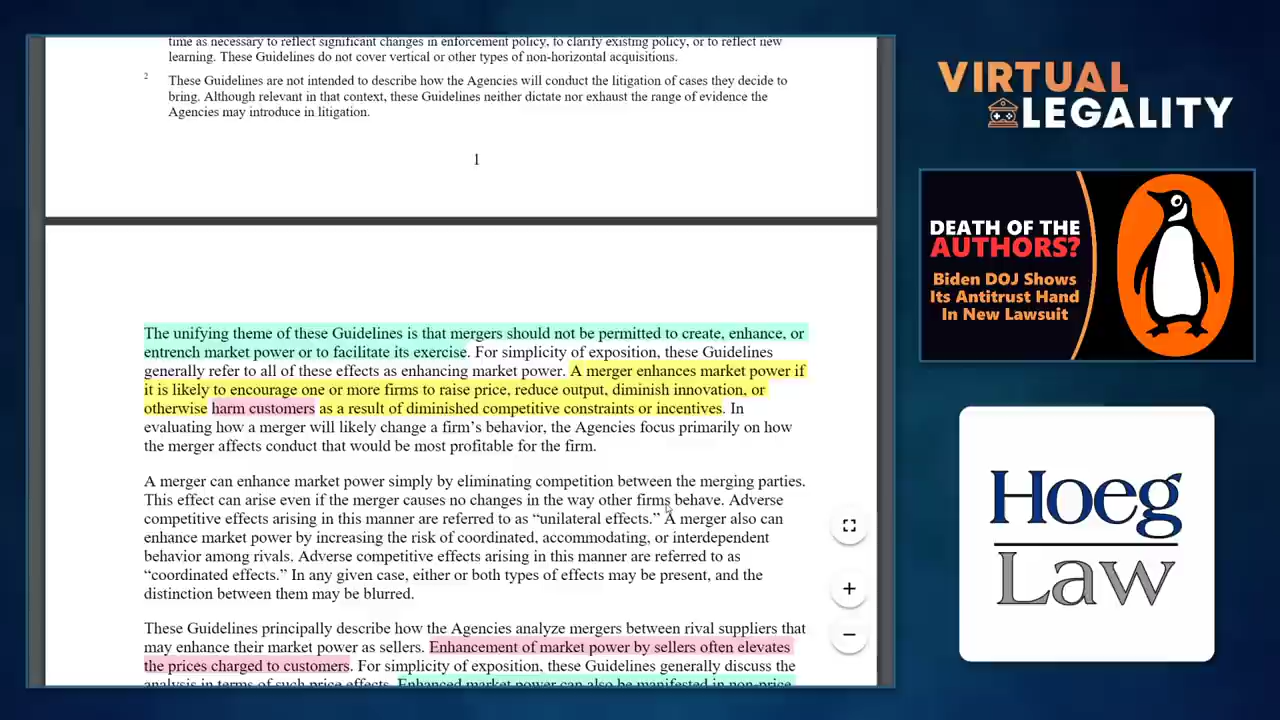 time as necessary to reflect significant changes in enforcement policy, to clarify existing policy, or to reflect new
learning. These Guidelines do not cover vertical or other types of non-horizontal acquisitions.
2 These Guidelines are not intended to describe how the Agencies will conduct the litigation of cases they decide to
bring. Although relevant in that context, these Guidelines neither dictate nor exhaust the range of evidence the
Agencies may introduce in litigation.
1
The unifying theme of these Guidelines is that mergers should not be permitted to create, enhance, or
entrench market power or to facilitate its exercise. For simplicity of exposition, these Guidelines
generally refer to all of these effects as enhancing market power. A merger enhances market power if
it is likely to encourage one or more firms to raise price, reduce output, diminish innovation, or
otherwise harm customers as a result of diminished competitive constraints or incentives. In
evaluating how a merger will likely change a firm's behavior, the Agencies focus primarily on how
the merger affects conduct that would be most profitable for the firm.
A merger can enhance market power simply by eliminating competition between the merging parties.
This effect can arise even if the merger causes no changes in the way other firms behave. Adverse
competitive effects arising in this manner are referred to as “unilateral effects.” A merger also can
enhance market power by increasing the risk of coordinated, accommodating, or interdependent
behavior among rivals. Adverse competitive effects arising in this manner are referred to as
“coordinated effects.” In any given case, either or both types of effects may be present, and the
distinction between them may be blurred.
These Guidelines principally describe how the Agencies analyze mergers between rival suppliers that
may enhance their market power as sellers. Enhancement of market power by sellers often elevates
the prices charged to customers. For simplicity of exposition, these Guidelines generally discuss the
analysis in terms of such price effects. Enhanced market power can also be manifested in non-price
VIRTUAL
LEGALITY
DEATH OF THE
AUTHORS?
Biden DOJ Shows
Its Antitrust Hand
In New Lawsuit
Hoeg
Law